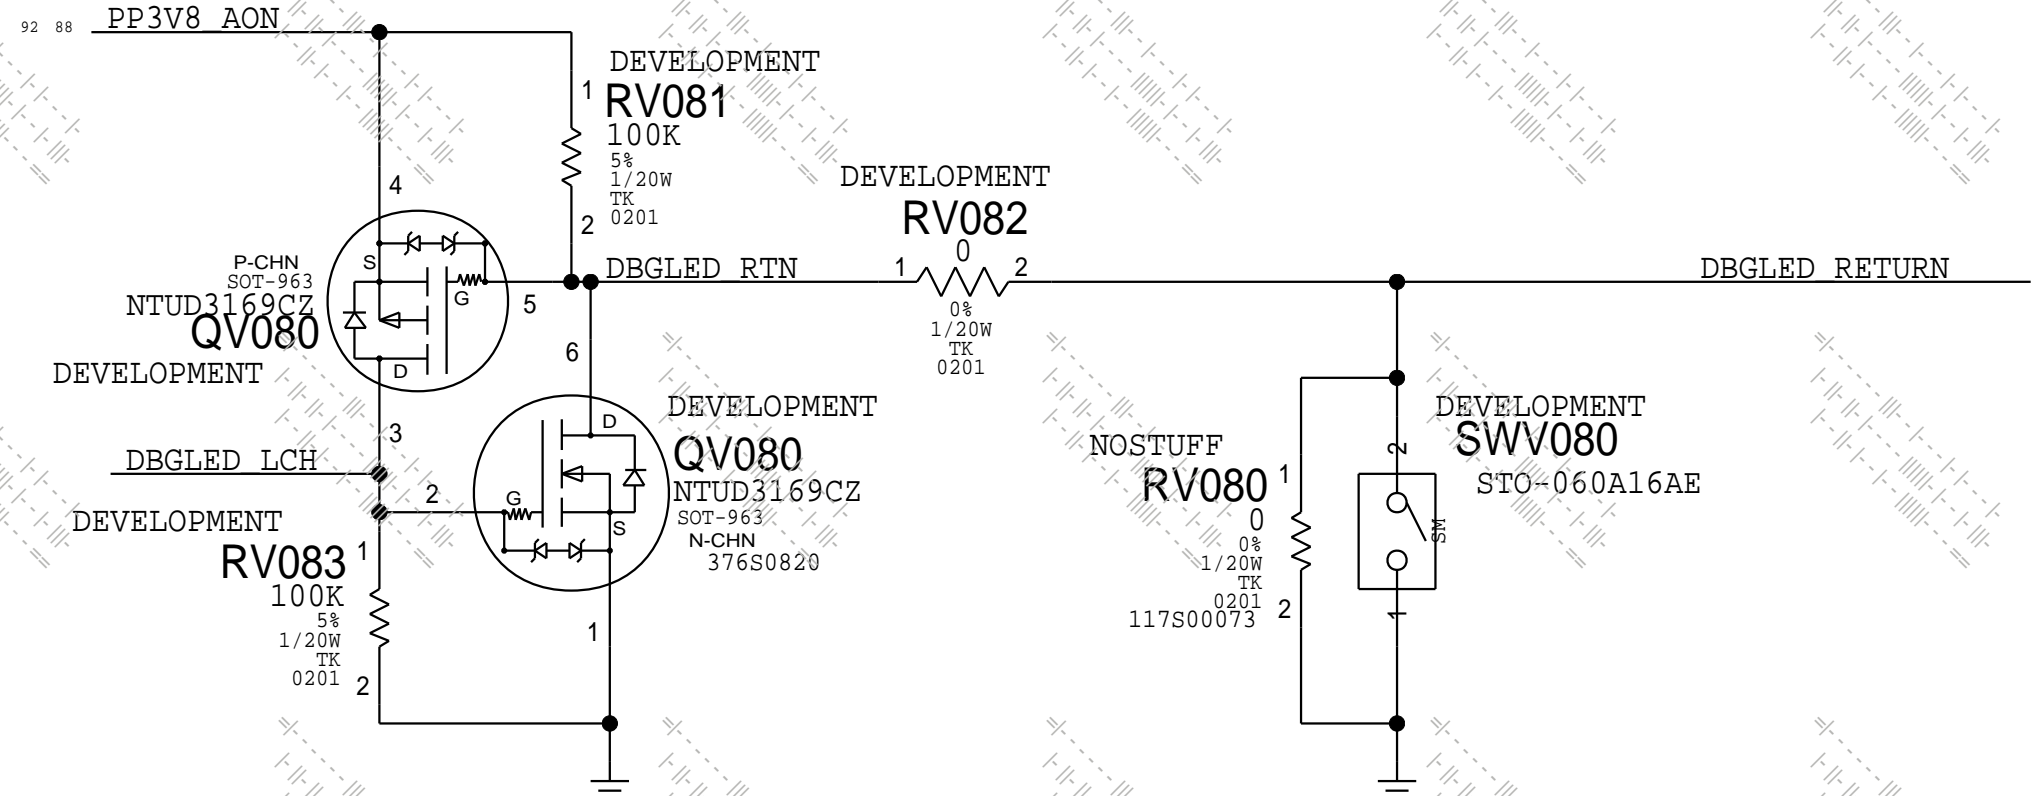 92 88 PP3V8_AON
DEVELOPMENT
1
RV081
100K
5%
1/20W
TK
0201
2
4
P-CHN
SOT-963
NTUD3169CZ
QV080
DEVELOPMENT
S
G
D
5
3
DBGLED_RTN
DEVELOPMENT
RV082
0
1
2
0%
1/20W
TK
0201
DBGLED_RETURN
6
DEVELOPMENT
QV080
NTUD3169CZ
SOT-963
N-CHN
376S0820
D
G
S
2
1
DBGLED_LCH
DEVELOPMENT
RV083
1
100K
5%
1/20W
TK
0201
2
NOSTUFF
RV080
1
0
0%
1/20W
TK
0201
117S00073
2
DEVELOPMENT
SWV080
STO-060A16AE
2
SM
1